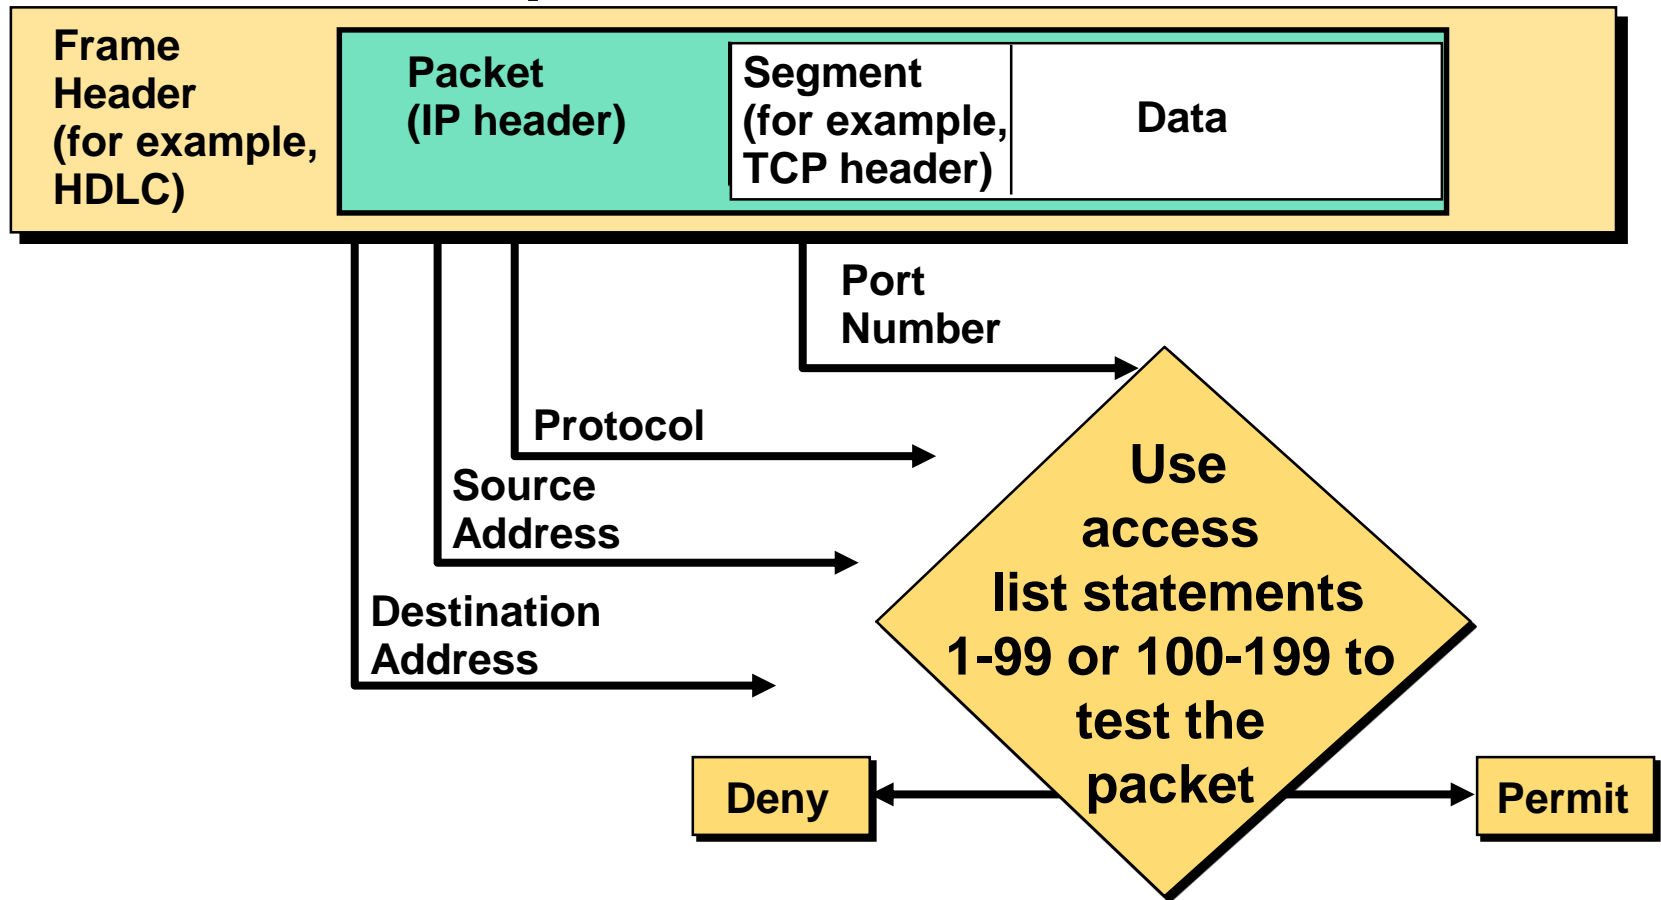 Frame
Header
(for example,
HDLC)
Packet
(IP header)
Segment
(for example,
TCP header)
Data
Port
Number
Protocol
Source
Address
Destination
Address
Use
access
list statements
1-99 or 100-199 to
test the
packet
Deny
Permit